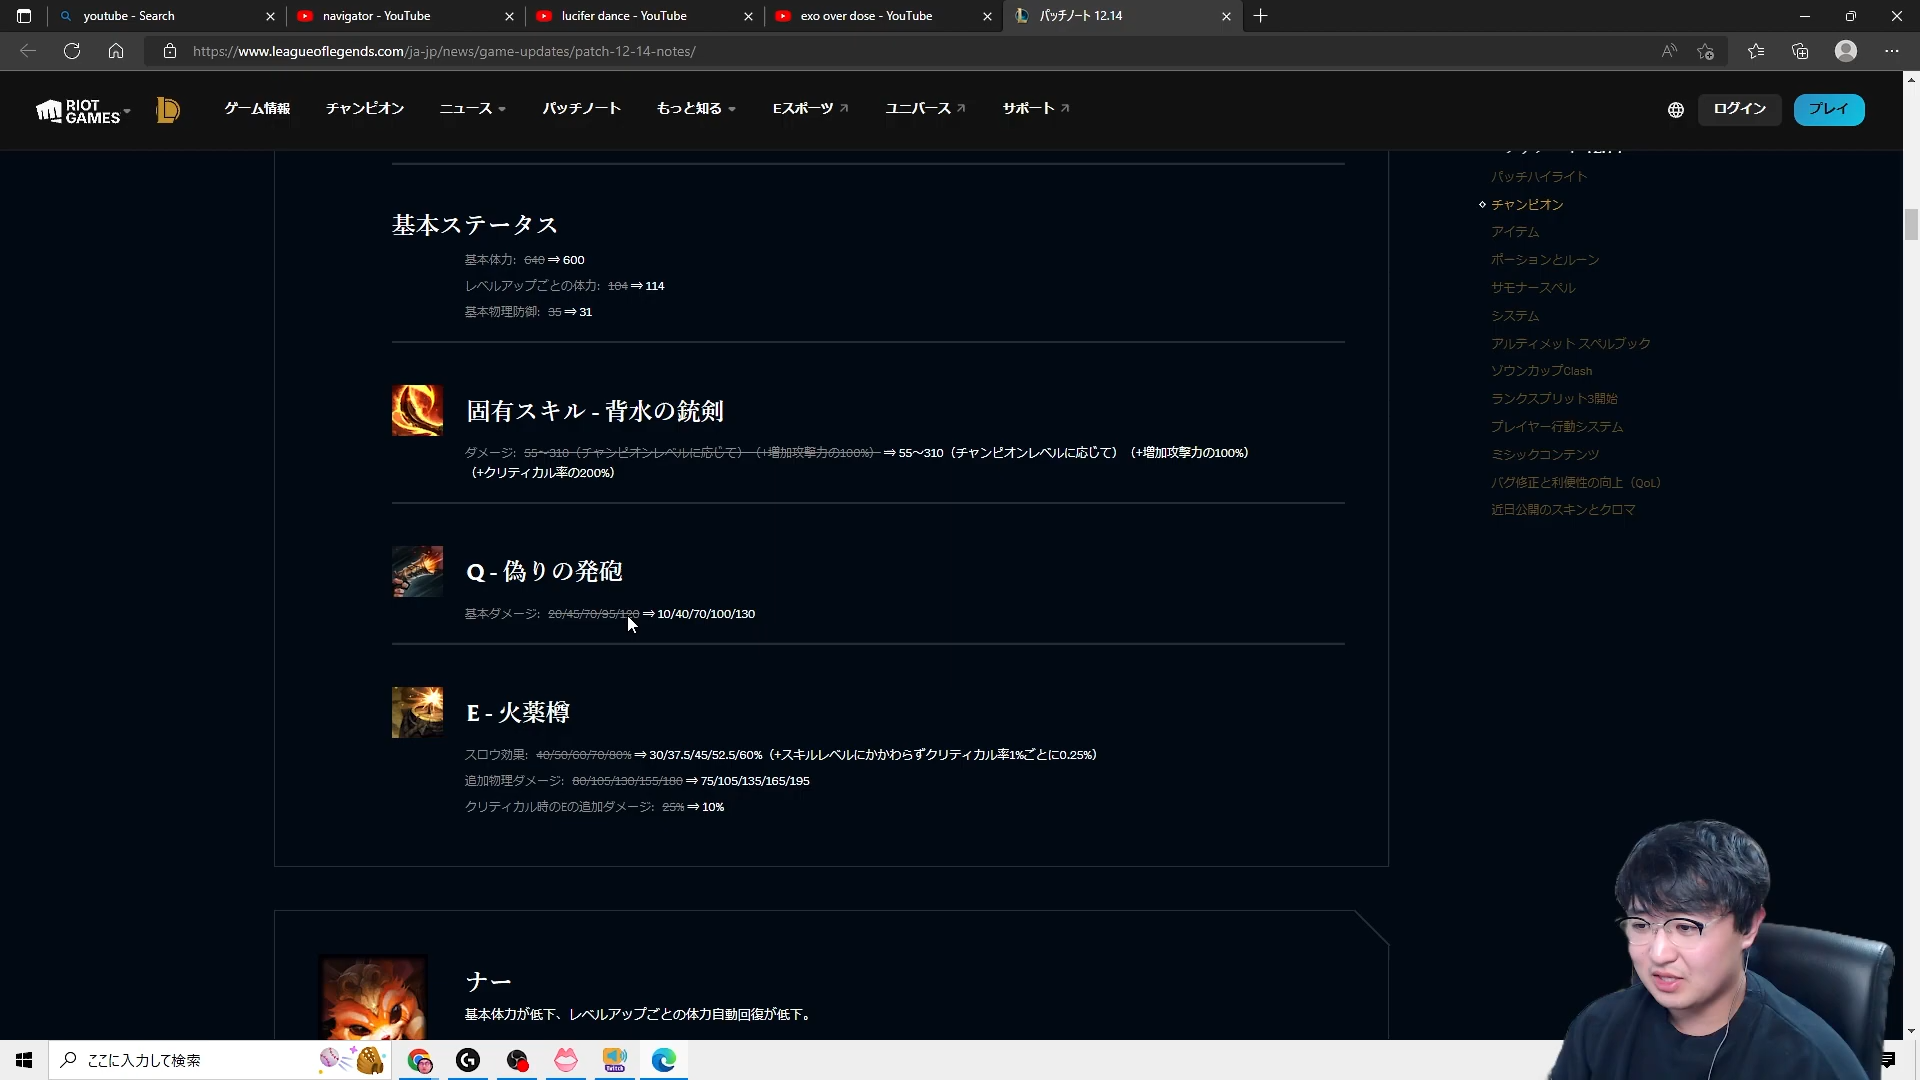 youtube - Search
navigator - YouTube
lucifer dance - YouTube
exo over dose - YouTube
パッチノート 12.14
https://www.leagueoflegends.com/ja-jp/news/game-updates/patch-12-14-notes/
RIOT GAMES
ゲーム情報
チャンピオン
ニュース
パッチノート
もっと知る
Eスポーツ
ユニバース
サポート
ログイン
プレイ
基本ステータス
基本体力: 640 ⇒ 600
レベルアップごとの体力: 104 ⇒ 114
基本物理防御: 35 ⇒ 31
固有スキル - 背水の銃剣
ダメージ: 55～310（チャンピオンレベルに応じて）（+増加攻撃力の100%） ⇒ 55～310（チャンピオンレベルに応じて）（+増加攻撃力の100%）
（+クリティカル率の200%）
Q - 偽りの発砲
基本ダメージ: 20/45/70/95/120 ⇒ 10/40/70/100/130
E - 火薬樽
スロウ効果: 40/50/60/70/80% ⇒ 30/37.5/45/52.5/60%（+スキルレベルにかかわらずクリティカル率1%ごとに0.25%）
追加物理ダメージ: 80/105/130/155/180 ⇒ 75/105/135/165/195
クリティカル時のEの追加ダメージ: 25% ⇒ 10%
ナー
基本体力が低下、レベルアップごとの体力自動回復が低下。
パッチハイライト
チャンピオン
アイテム
ポーションとルーン
サモナースペル
システム
アルティメット スペルブック
ゾウンカップClash
ランクスプリット3開始
プレイヤー行動システム
ミシックコンテンツ
バグ修正と利便性の向上（QoL）
近日公開のスキンとクロマ
ここに入力して検索
Twitch